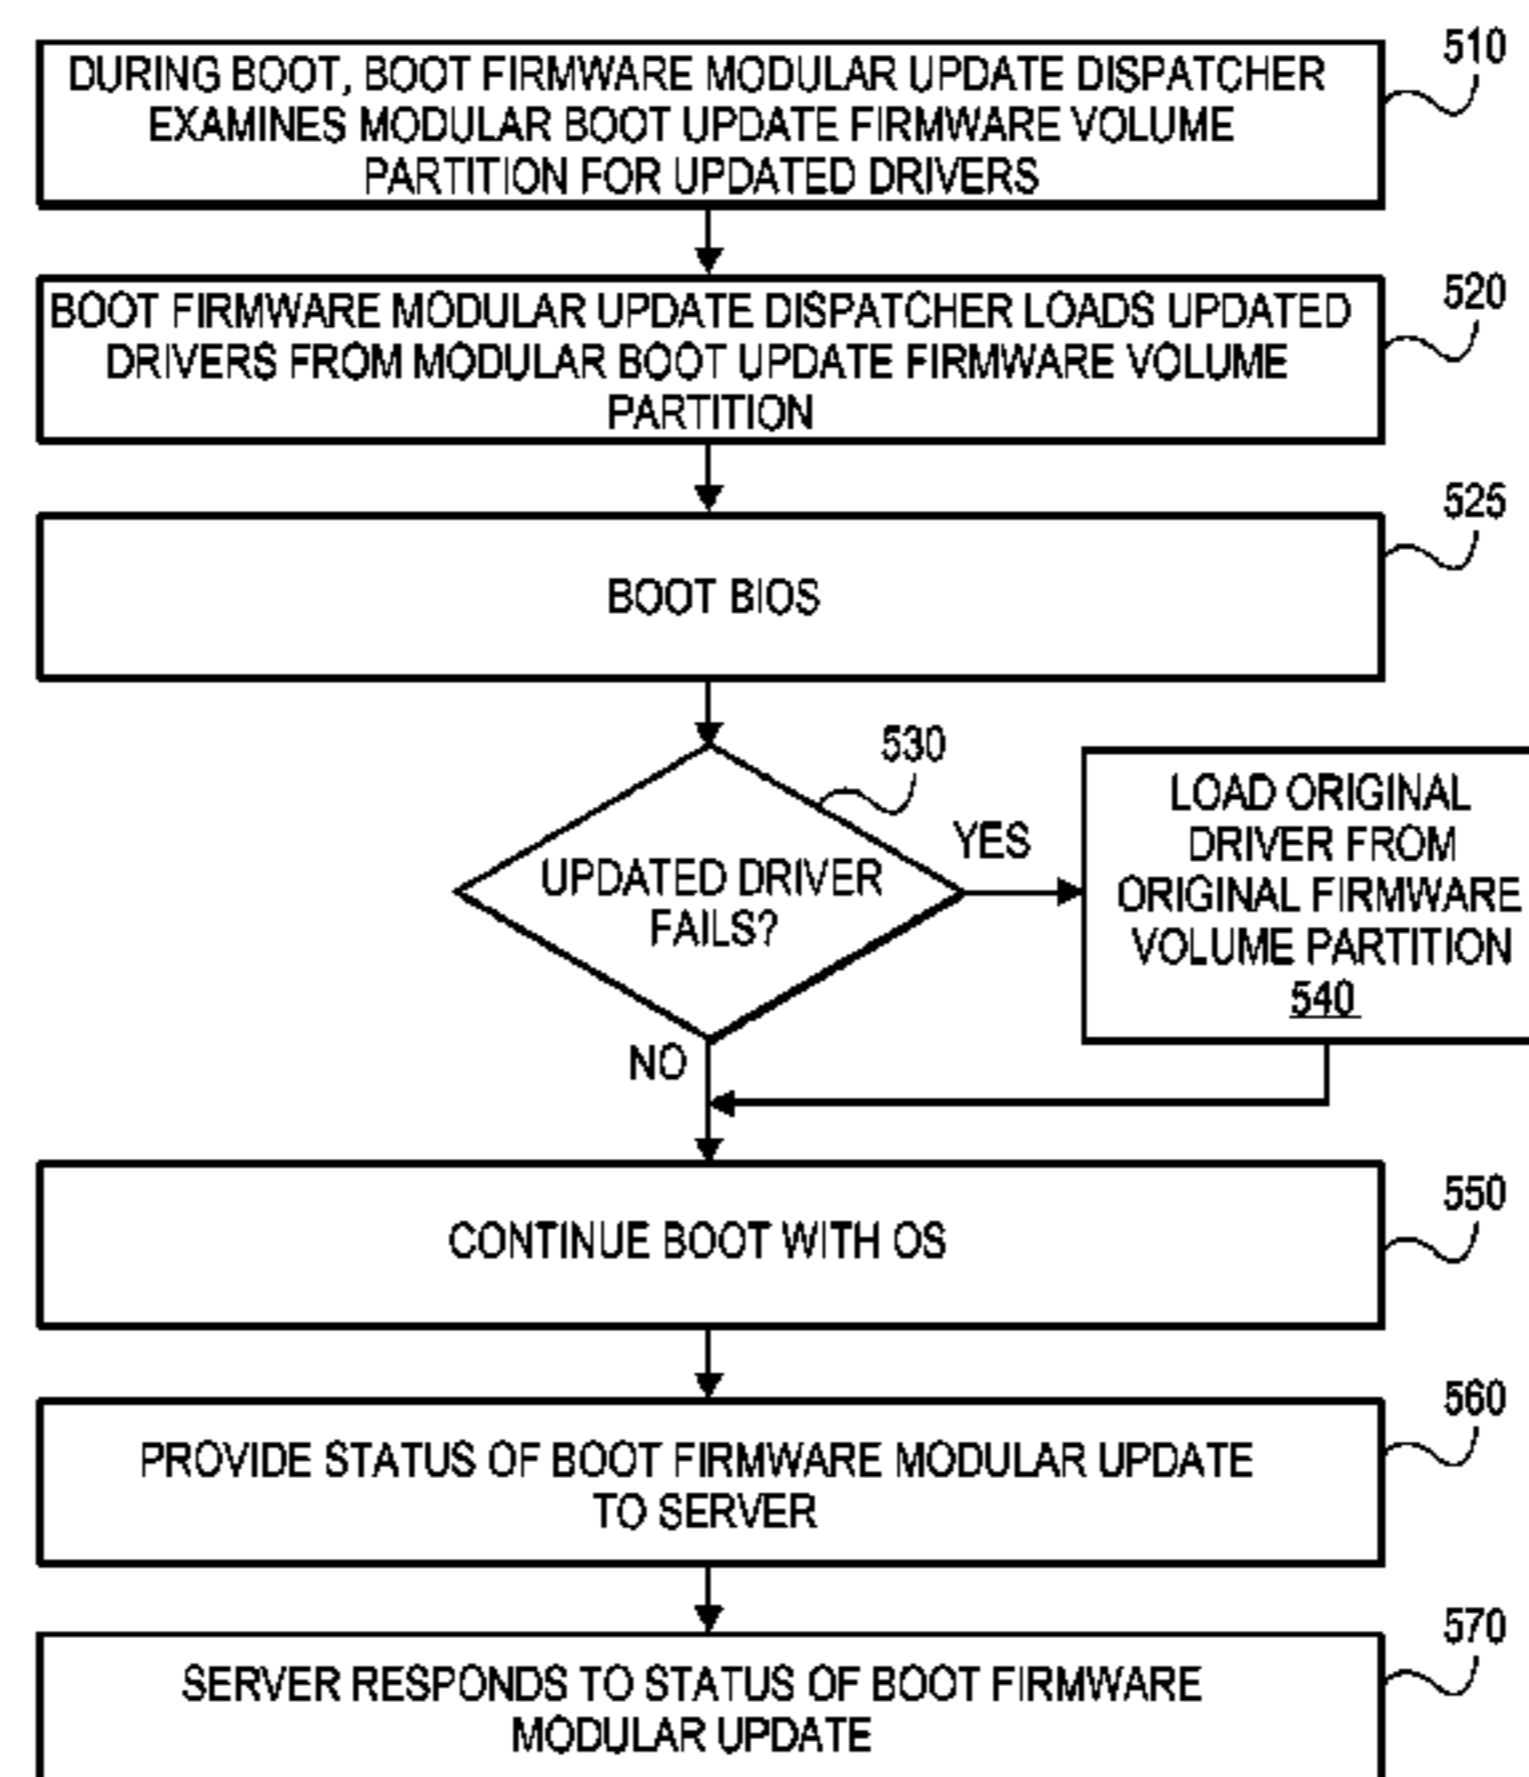 510
DURING BOOT, BOOT FIRMWARE MODULAR UPDATE DISPATCHER
EXAMINES MODULAR BOOT UPDATE FIRMWARE VOLUME
PARTITION FOR UPDATED DRIVERS
520
BOOT FIRMWARE MODULAR UPDATE DISPATCHER LOADS UPDATED
DRIVERS FROM MODULAR BOOT UPDATE FIRMWARE VOLUME
PARTITION
525
BOOT BIOS
530
UPDATED DRIVER
FAILS?
YES
LOAD ORIGINAL
DRIVER FROM
ORIGINAL FIRMWARE
VOLUME PARTITION
540
NO
550
CONTINUE BOOT WITH OS
560
PROVIDE STATUS OF BOOT FIRMWARE MODULAR UPDATE
TO SERVER
570
SERVER RESPONDS TO STATUS OF BOOT FIRMWARE
MODULAR UPDATE